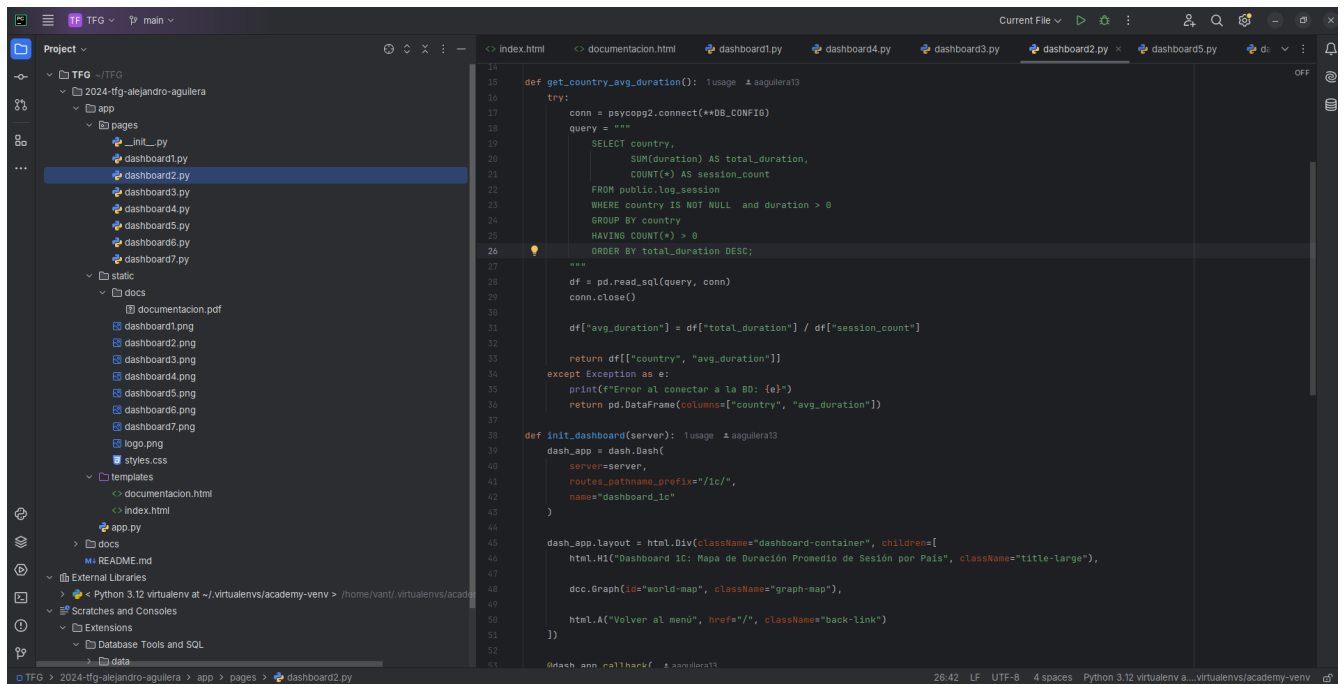 TF TFG main Current File
Project
TFG ~/TFG
2024-tfg-alejandro-aguilera
app
pages
__init__.py
dashboard1.py
dashboard2.py
dashboard3.py
dashboard4.py
dashboard5.py
dashboard6.py
dashboard7.py
static
docs
documentacion.pdf
dashboard1.png
dashboard2.png
dashboard3.png
dashboard4.png
dashboard5.png
dashboard6.png
dashboard7.png
logo.png
styles.css
templates
documentacion.html
index.html
app.py
docs
README.md
External Libraries
< Python 3.12 virtualenv at ~/.virtualenvs/academy-venv > /home/vant/.virtualenvs/acade
Scratches and Consoles
Extensions
Database Tools and SQL
data
index.html documentacion.html dashboard1.py dashboard4.py dashboard3.py dashboard2.py dashboard5.py da
OFF
14
15 def get_country_avg_duration(): 1 usage aaguilera13
16 try:
17 conn = psycopg2.connect(**DB_CONFIG)
18 query = """
19 SELECT country,
20 SUM(duration) AS total_duration,
21 COUNT(*) AS session_count
22 FROM public.log_session
23 WHERE country IS NOT NULL and duration > 0
24 GROUP BY country
25 HAVING COUNT(*) > 0
26 ORDER BY total_duration DESC;
27 """
28 df = pd.read_sql(query, conn)
29 conn.close()
30
31 df["avg_duration"] = df["total_duration"] / df["session_count"]
32
33 return df[["country", "avg_duration"]]
34 except Exception as e:
35 print(f"Error al conectar a la BD: {e}")
36 return pd.DataFrame(columns=["country", "avg_duration"])
37
38 def init_dashboard(server): 1 usage aaguilera13
39 dash_app = dash.Dash(
40 server=server,
41 routes_pathname_prefix="/1c/",
42 name="dashboard_1c"
43 )
44
45 dash_app.layout = html.Div(className="dashboard-container", children=[
46 html.H1("Dashboard 1C: Mapa de Duración Promedio de Sesión por País", className="title-large"),
47
48 dcc.Graph(id="world-map", className="graph-map"),
49
50 html.A("Volver al menú", href="/", className="back-link")
51 ])
52
53 @dash_app.callback( aaguilera13
TFG > 2024-tfg-alejandro-aguilera > app > pages > dashboard2.py 26:42 LF UTF-8 4 spaces Python 3.12 virtualenv a....virtualenvs/academy-venv